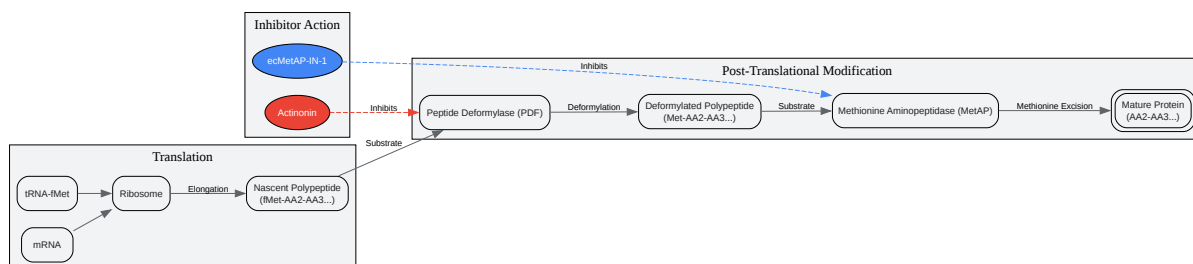 Inhibitor Action
ecMetAP-IN-1
Actinonin
Inhibits
Inhibits
Post-Translational Modification
Peptide Deformylase (PDF)
Deformylation
Deformylated Polypeptide
(Met-AA2-AA3...)
Substrate
Methionine Aminopeptidase (MetAP)
Methionine Excision
Mature Protein
(AA2-AA3...)
Substrate
Translation
tRNA-fMet
Ribosome
Elongation
Nascent Polypeptide
(fMet-AA2-AA3...)
mRNA